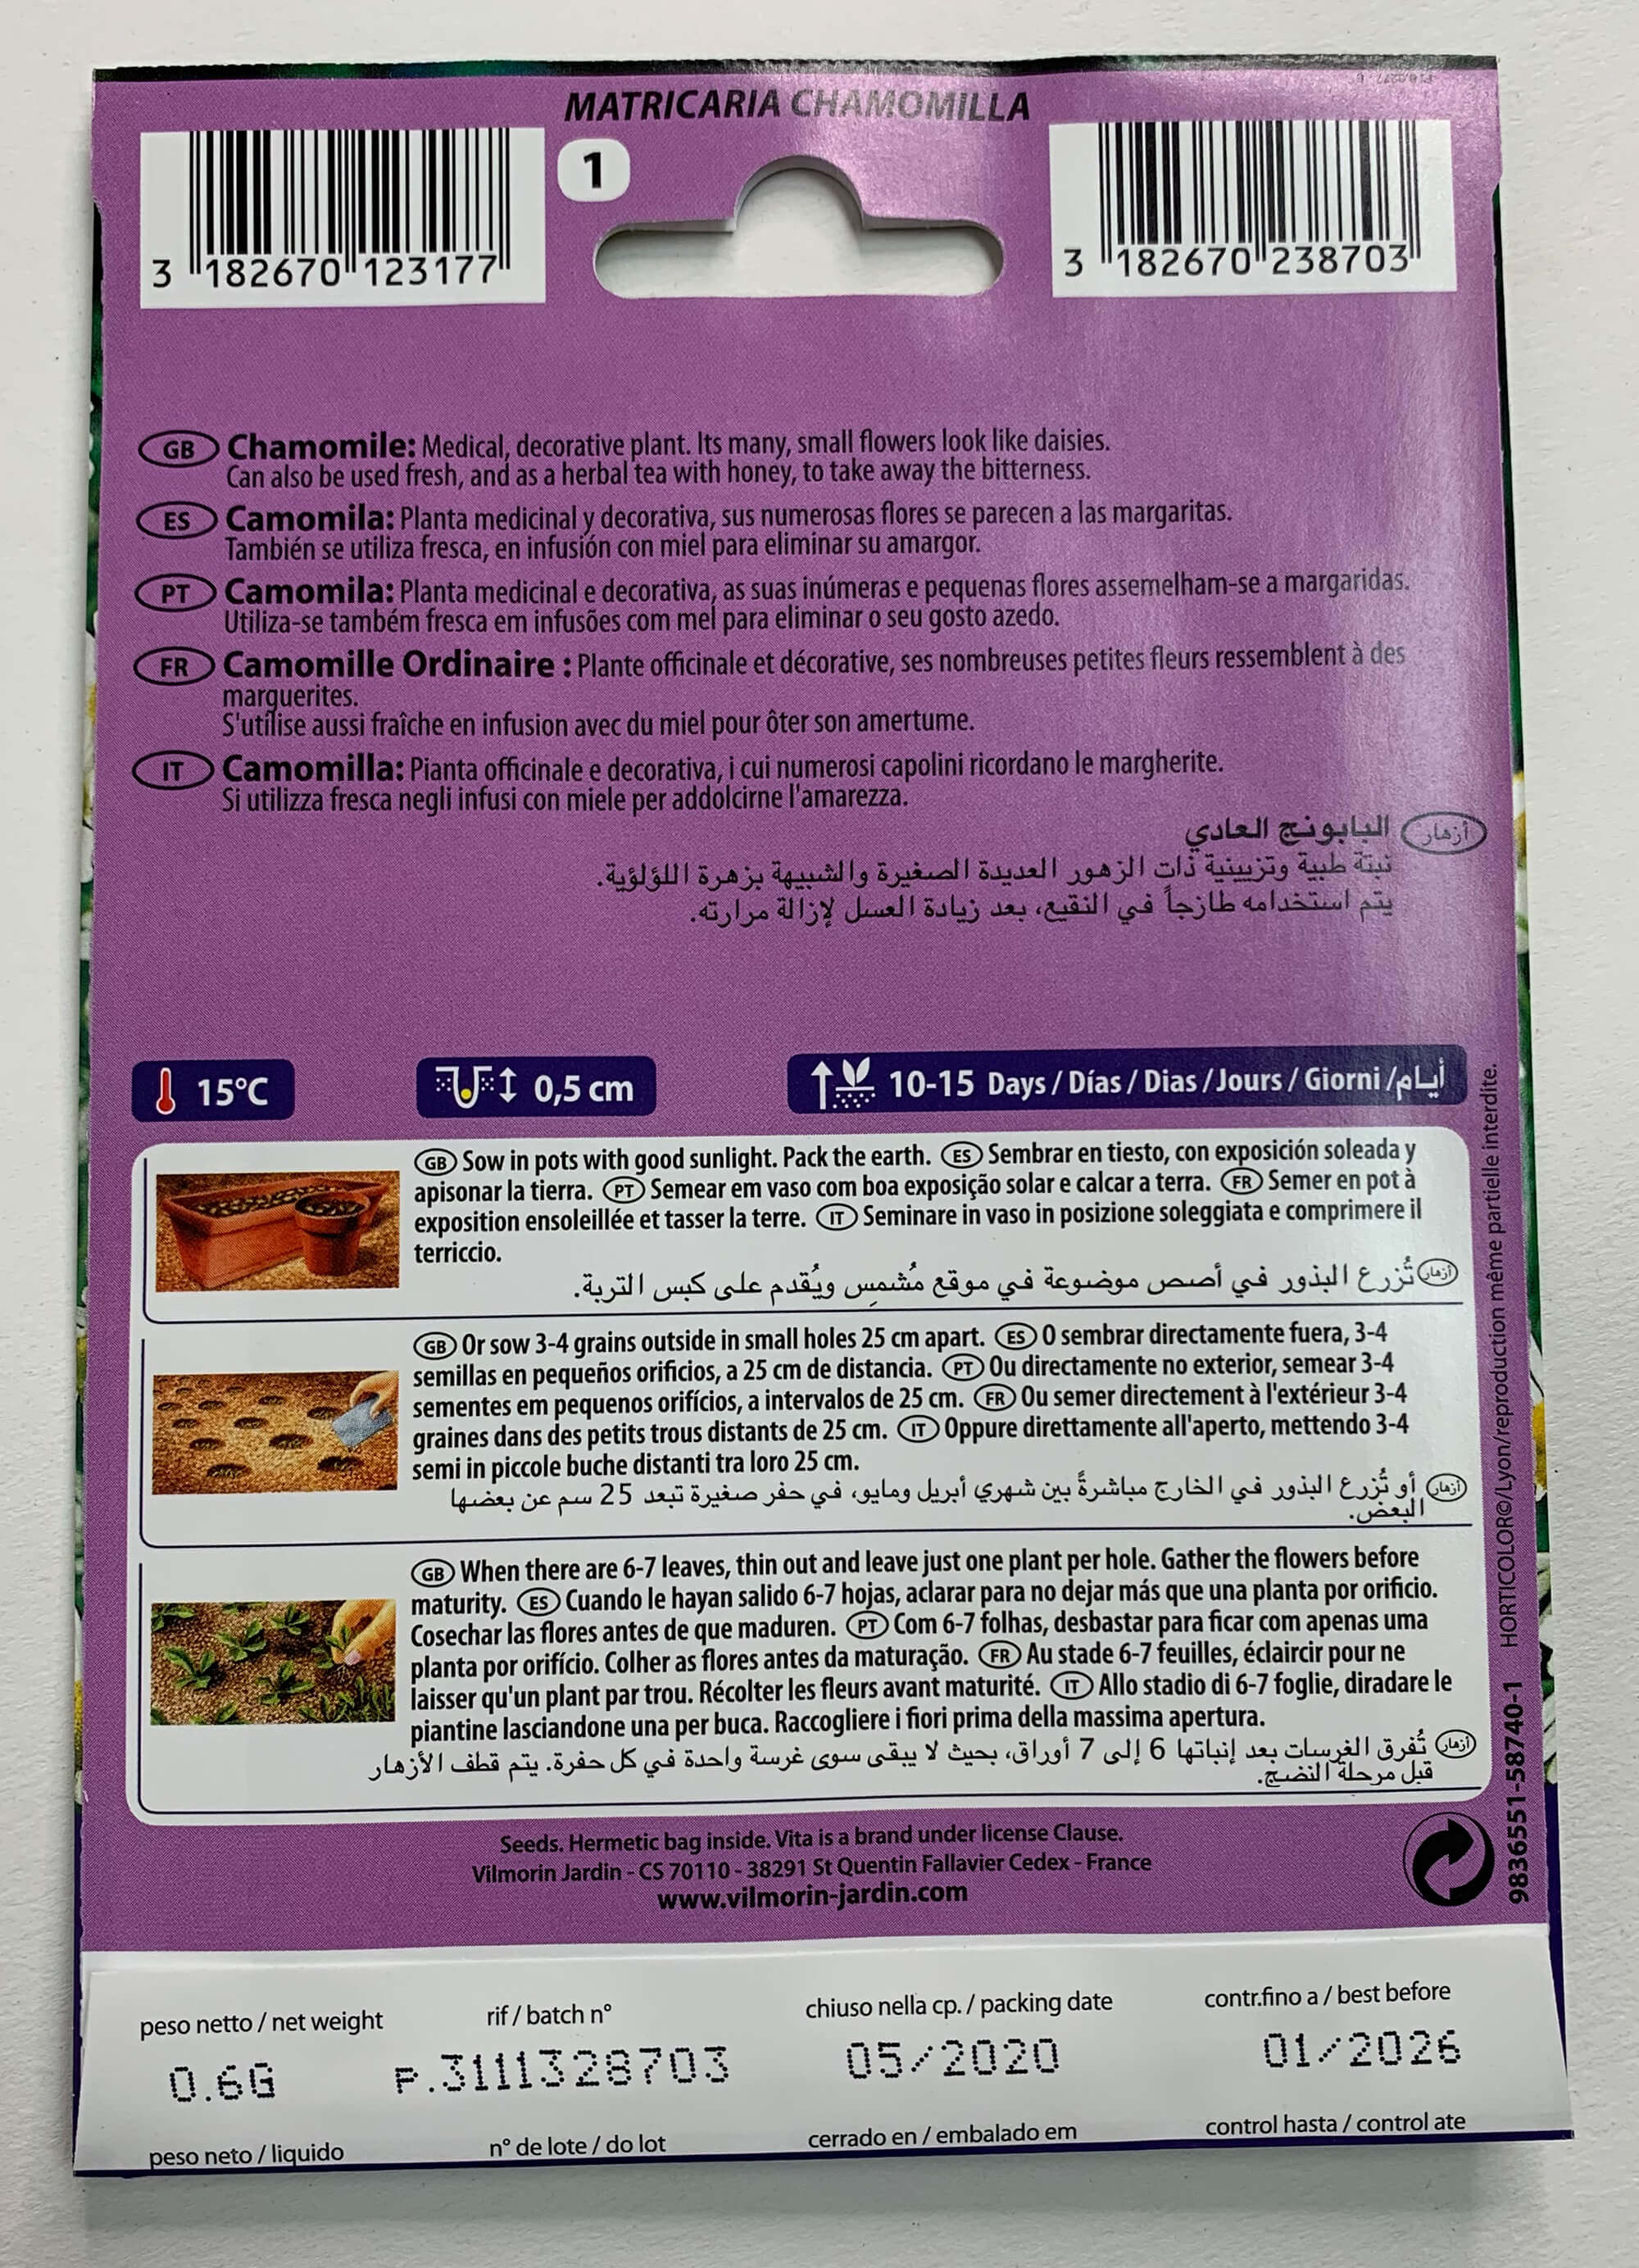 MATRICARIA CHAMOMILLA
1
3 182670 123177
3 182670 238703
GB Chamomile: Medical, decorative plant. Its many, small flowers look like daisies.
Can also be used fresh, and as a herbal tea with honey, to take away the bitterness.
ES Camomila: Planta medicinal y decorativa, sus numerosas flores se parecen a las margaritas.
También se utiliza fresca, en infusión con miel para eliminar su amargor.
PT Camomila: Planta medicinal e decorativa, as suas inúmeras e pequenas flores assemelham-se a margaridas.
Utiliza-se também fresca em infusões com mel para eliminar o seu gosto azedo.
FR Camomille Ordinaire : Plante officinale et décorative, ses nombreuses petites fleurs ressemblent à des
marguerites.
S'utilise aussi fraîche en infusion avec du miel pour ôter son amertume.
IT Camomilla: Pianta officinale e decorativa, i cui numerosi capolini ricordano le margherite.
Si utilizza fresca negli infusi con miele per addolcirne l'amarezza.
أزهار البابونج العادي
نبتة طبية وتزيينية ذات الزهور العديدة الصغيرة والشبيهة بزهرة اللؤلؤية.
يتم استخدامه طازجاً في النقيع، بعد زيادة العسل لإزالة مرارته.
15°C
0,5 cm
10-15 Days / Días / Dias / Jours / Giorni / أيام
GB Sow in pots with good sunlight. Pack the earth. ES Sembrar en tiesto, con exposición soleada y
apisonar la tierra. PT Semear em vaso com boa exposição solar e calcar a terra. FR Semer en pot à
exposition ensoleillée et tasser la terre. IT Seminare in vaso in posizione soleggiata e comprimere il
terriccio.
أزهار تُزرع البذور في أصص موضوعة في موقع مُشمِس ويُقدم على كبس التربة.
GB Or sow 3-4 grains outside in small holes 25 cm apart. ES O sembrar directamente fuera, 3-4
semillas en pequeños orificios, a 25 cm de distancia. PT Ou directamente no exterior, semear 3-4
sementes em pequenos orifícios, a intervalos de 25 cm. FR Ou semer directement à l'extérieur 3-4
graines dans des petits trous distants de 25 cm. IT Oppure direttamente all'aperto, mettendo 3-4
semi in piccole buche distanti tra loro 25 cm.
أزهار أو تُزرع البذور في الخارج مباشرةً بين شهري أبريل ومايو، في حفر صغيرة تبعد 25 سم عن بعضها
البعض.
GB When there are 6-7 leaves, thin out and leave just one plant per hole. Gather the flowers before
maturity. ES Cuando le hayan salido 6-7 hojas, aclarar para no dejar más que una planta por orificio.
Cosechar las flores antes de que maduren. PT Com 6-7 folhas, desbastar para ficar com apenas uma
planta por orifício. Colher as flores antes da maturação. FR Au stade 6-7 feuilles, éclaircir pour ne
laisser qu'un plant par trou. Récolter les fleurs avant maturité. IT Allo stadio di 6-7 foglie, diradare le
piantine lasciandone una per buca. Raccogliere i fiori prima della massima apertura.
أزهار تُفرق الغرسات بعد إنباتها 6 إلى 7 أوراق، بحيث لا يبقى سوى غرسة واحدة في كل حفرة. يتم قطف الأزهار
قبل مرحلة النضج.
Seeds. Hermetic bag inside. Vita is a brand under license Clause.
Vilmorin Jardin - CS 70110 - 38291 St Quentin Fallavier Cedex - France
www.vilmorin-jardin.com
9836551-58740-1 HORTICOLOR©/Lyon/reproduction même partielle interdite.
peso netto / net weight
0.6G
peso neto / liquido
rif / batch n°
P.3111328703
n° de lote / do lot
chiuso nella cp. / packing date
05/2020
cerrado en / embalado em
contr.fino a / best before
01/2026
control hasta / control ate